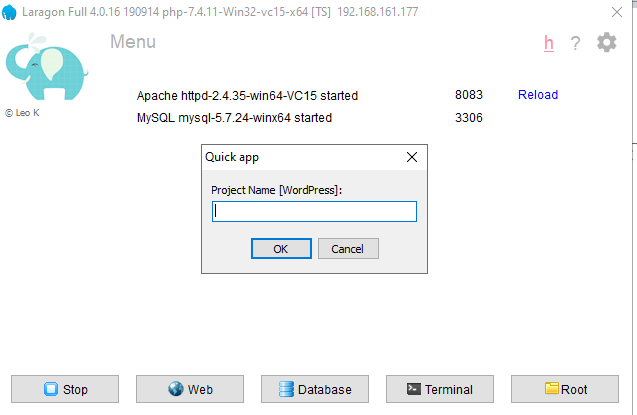 Laragon Full 4.0.16 190914 php-7.4.11-Win32-vc15-x64 [TS] 192.168.161.177
Menu
h ?
© Leo K
Apache httpd-2.4.35-win64-VC15 started 8083 Reload
MySQL mysql-5.7.24-winx64 started 3306
Quick app
Project Name [WordPress]:
OK Cancel
Stop Web Database Terminal Root